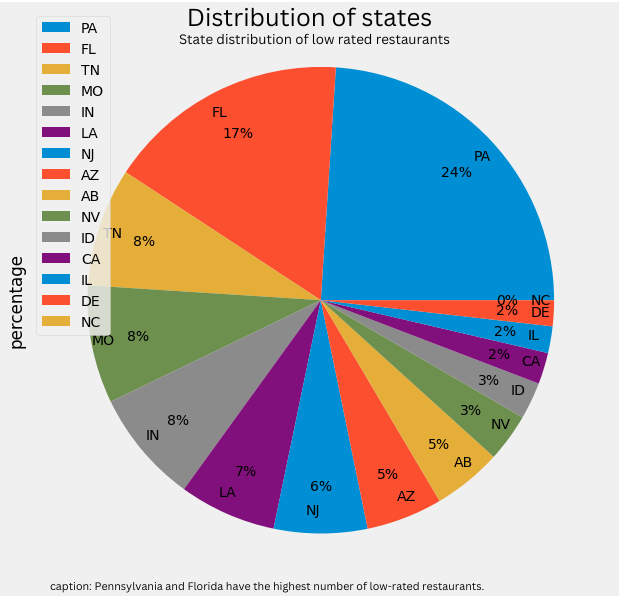 Distribution of states
State distribution of low rated restaurants
PA
FL
TN
MO
IN
LA
NJ
AZ
AB
NV
ID
CA
IL
DE
NC
percentage
PA
24%
FL
17%
TN
8%
MO
8%
IN
8%
LA
7%
NJ
6%
AZ
5%
AB
5%
NV
3%
ID
3%
CA
2%
IL
2%
DE
2%
NC
0%
caption: Pennsylvania and Florida have the highest number of low-rated restaurants.